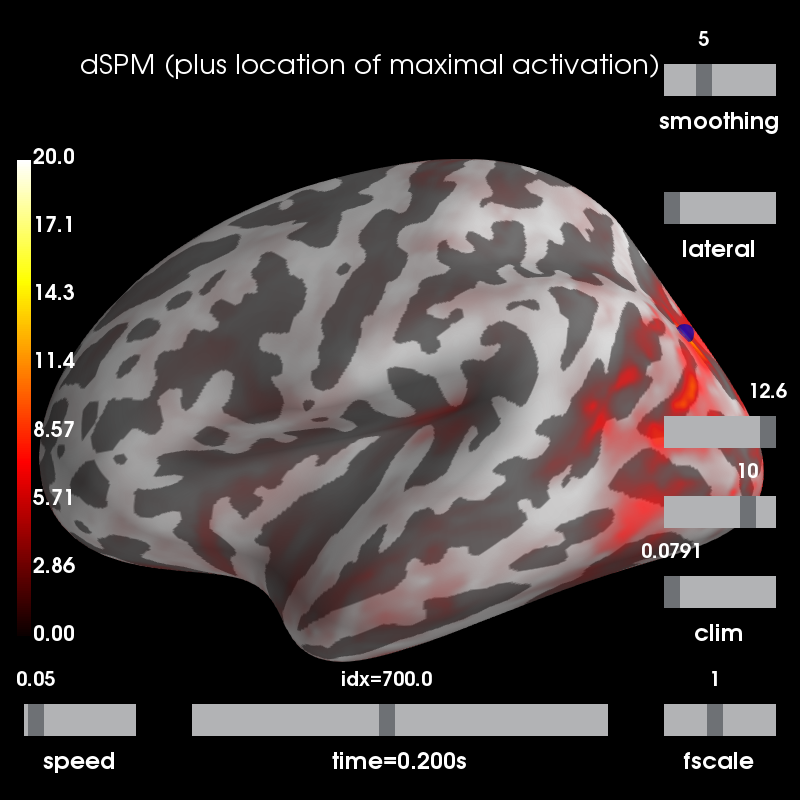 5
dSPM (plus location of maximal activation)
smoothing
20.0
17.1
lateral
14.3
11.4
12.6
8.57
10
5.71
0.0791
2.86
0.00
clim
0.05
idx=700.0
1
speed
time=0.200s
fscale